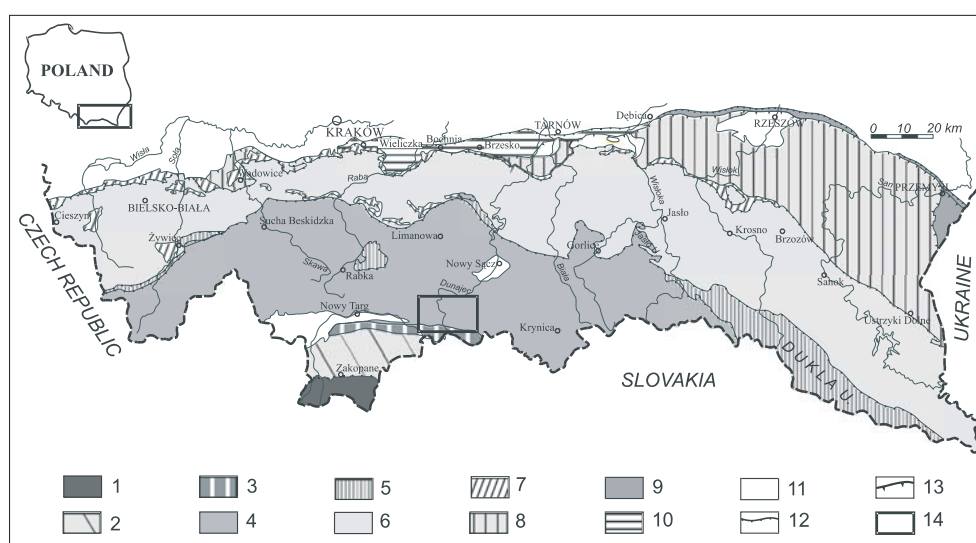 POLAND
KRAKÓW
Wieliczka
Bochnia
Brzesko
TARNÓW
Dębica
RZESZÓW
0 10 20 km
Wisła
Soła
Wadowice
Raba
Wisłoka
Wisłok
San
PRZEMYŚL
Cieszyn
BIELSKO-BIAŁA
Sucha Beskidzka
Limanowa
Jasło
Krosno
Brzozów
Żywiec
Skawa
Rabka
Nowy Sącz
Gorlice
Biała
Sanok
Dunajec
Nowy Targ
Krynica
Ustrzyki Dolne
Zakopane
CZECH REPUBLIC
SLOVAKIA
DUKLA U.
UKRAINE
1 3 5 7 9 11 13
2 4 6 8 10 12 14